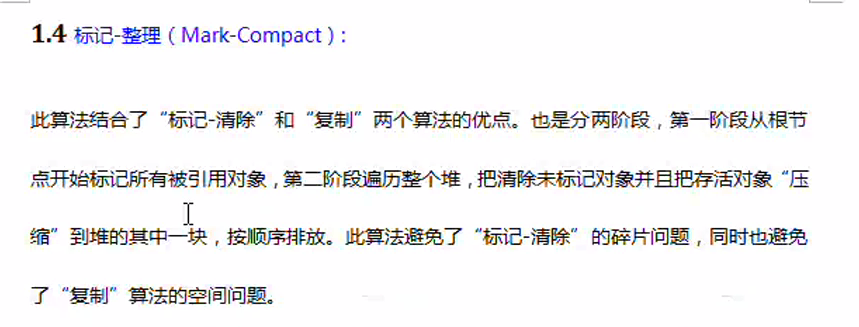 1.4 标记-整理（Mark-Compact）:
此算法结合了“标记-清除”和“复制”两个算法的优点。也是分两阶段，第一阶段从根节
点开始标记所有被引用对象，第二阶段遍历整个堆，把清除未标记对象并且把存活对象“压
缩”到堆的其中一块，按顺序排放。此算法避免了“标记-清除”的碎片问题，同时也避免
了“复制”算法的空间问题。